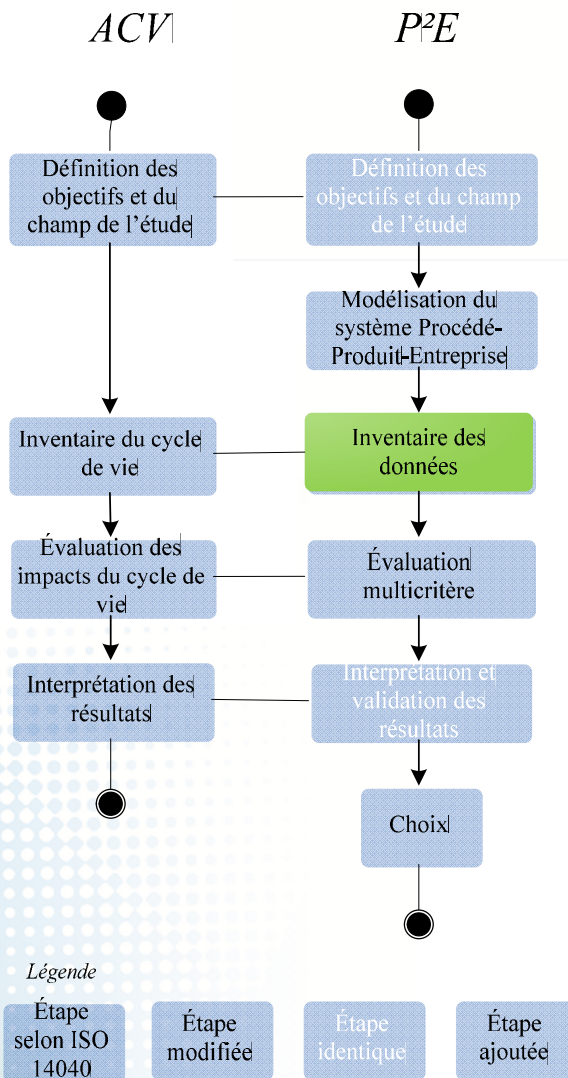 ACV
P²E
Définition des
objectifs et du
champ de l'étude
Définition des
objectifs et du champ
de l'étude
Modélisation du
système Procédé-
Produit-Entreprise
Inventaire du cycle
de vie
Inventaire des
données
Évaluation des
impacts du cycle de
vie
Évaluation
multicritère
Interprétation des
résultats
Interprétation et
validation des
résultats
Choix
Légende
Étape
selon ISO
14040
Étape
modifiée
Étape
identique
Étape
ajoutée